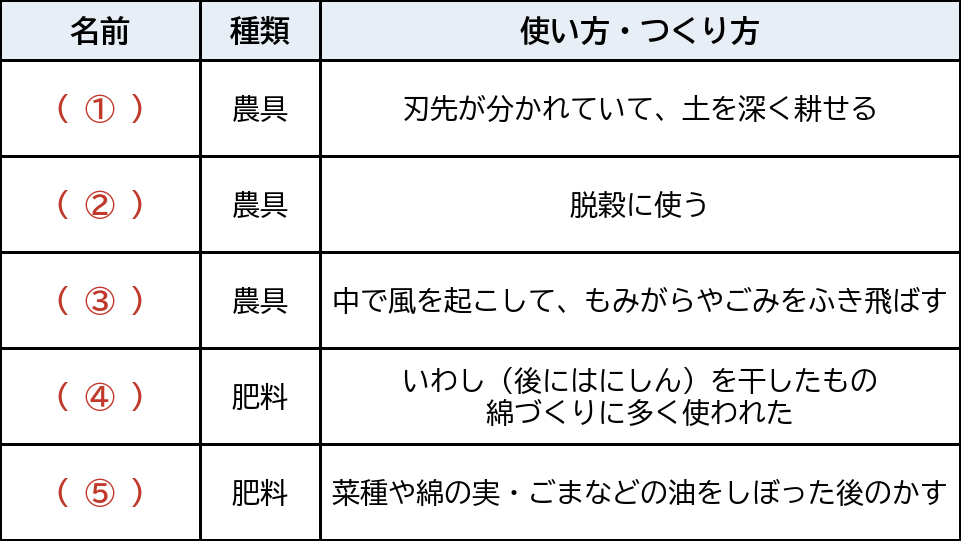 名前 種類 使い方・つくり方
( ① ) 農具 刃先が分かれていて、土を深く耕せる
( ② ) 農具 脱穀に使う
( ③ ) 農具 中で風を起こして、もみがらやごみをふき飛ばす
( ④ ) 肥料 いわし（後にはにしん）を干したもの
綿づくりに多く使われた
( ⑤ ) 肥料 菜種や綿の実・ごまなどの油をしぼった後のかす